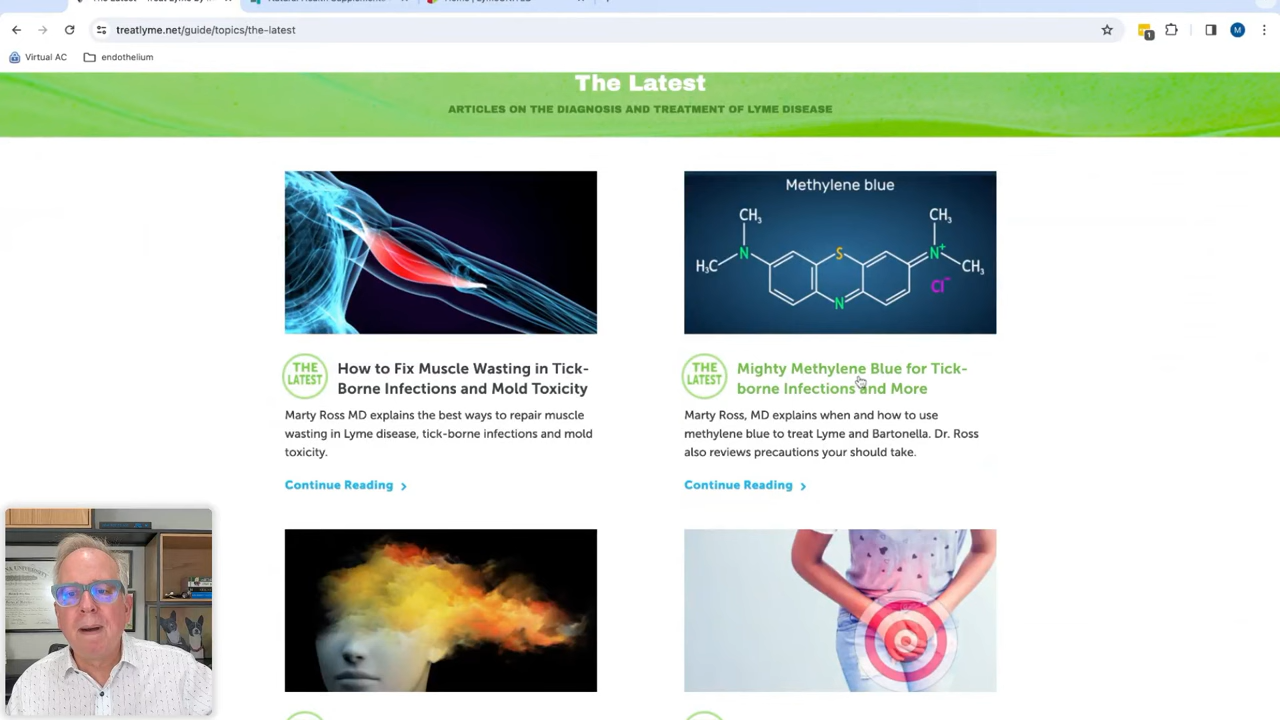 treatlyme.net/guide/topics/the-latest
1
M
Virtual AC
endothelium
The Latest
ARTICLES ON THE DIAGNOSIS AND TREATMENT OF LYME DISEASE
Methylene blue
CH3
CH3
N
S
N+
H3C
CH3
Cl-
N
THE
LATEST
How to Fix Muscle Wasting in Tick-
Borne Infections and Mold Toxicity
Marty Ross MD explains the best ways to repair muscle
wasting in Lyme disease, tick-borne infections and mold
toxicity.
Continue Reading >
THE
LATEST
Mighty Methylene Blue for Tick-
borne Infections and More
Marty Ross, MD explains when and how to use
methylene blue to treat Lyme and Bartonella. Dr. Ross
also reviews precautions your should take.
Continue Reading >